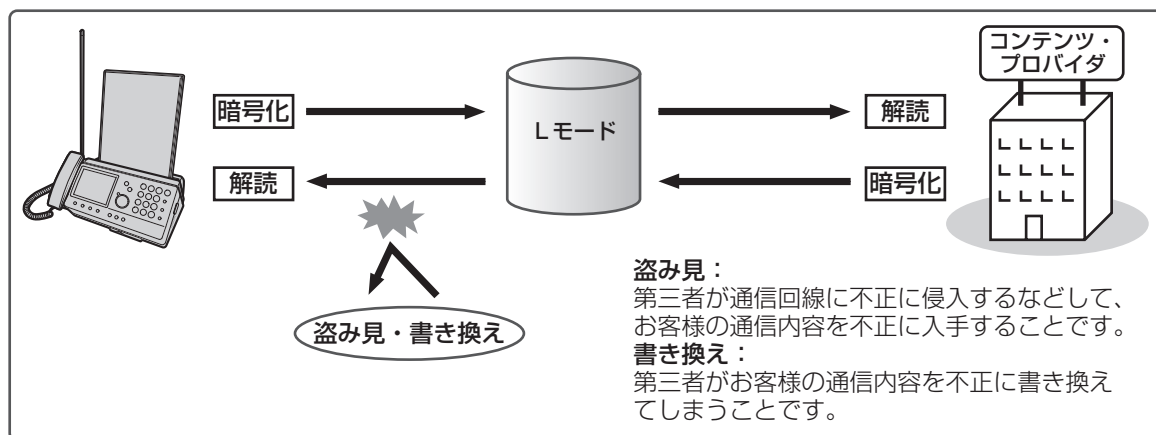 コンテンツ・
プロバイダ
暗号化
Lモード
解読
解読
暗号化
盗み見・書き換え
盗み見：
第三者が通信回線に不正に侵入するなどして、
お客様の通信内容を不正に入手することです。
書き換え：
第三者がお客様の通信内容を不正に書き換え
てしまうことです。